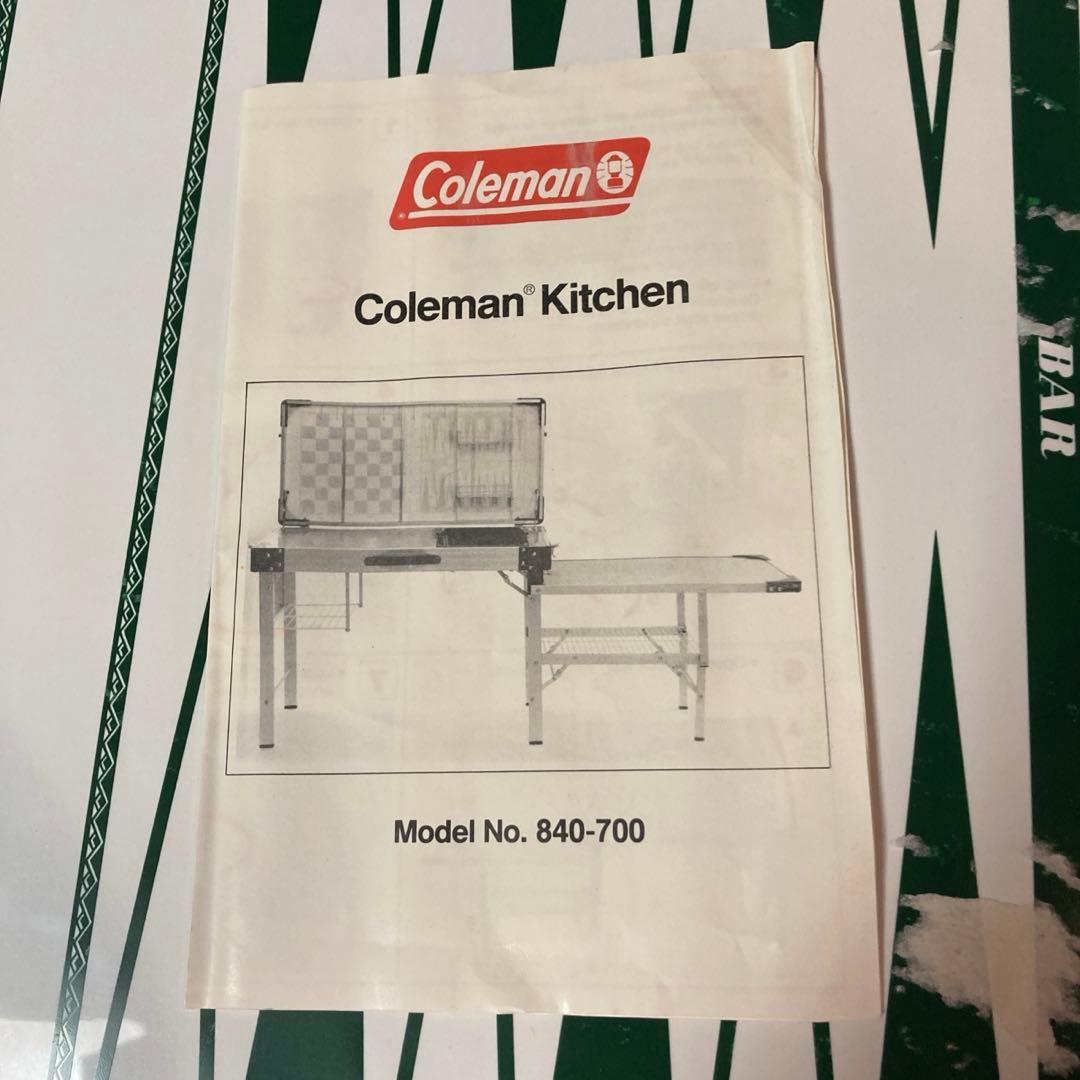 Coleman
Coleman® Kitchen
BAR
Model No. 840-700